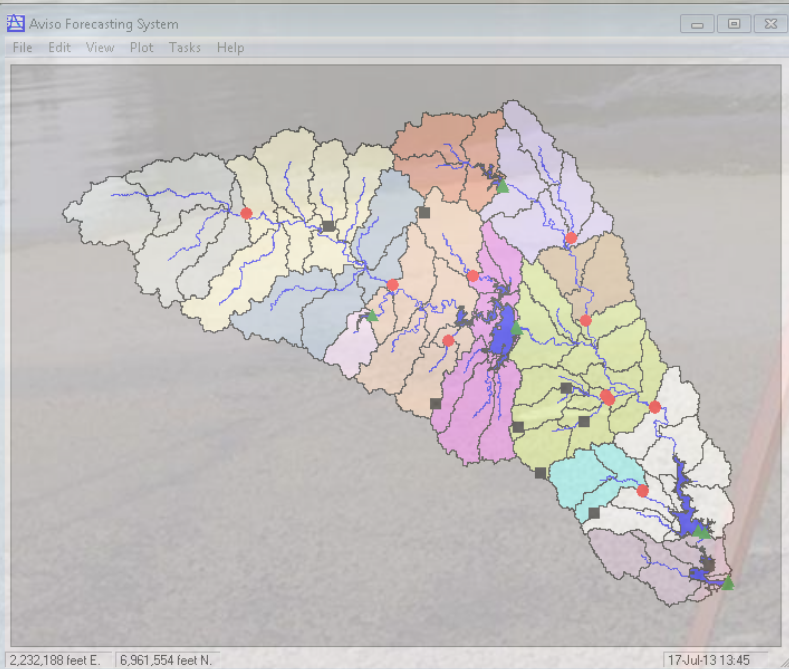 Aviso Forecasting System
File Edit View Plot Tasks Help
2,232,188 feet E. 6,961,554 feet N. 17-Jul-13 13:45